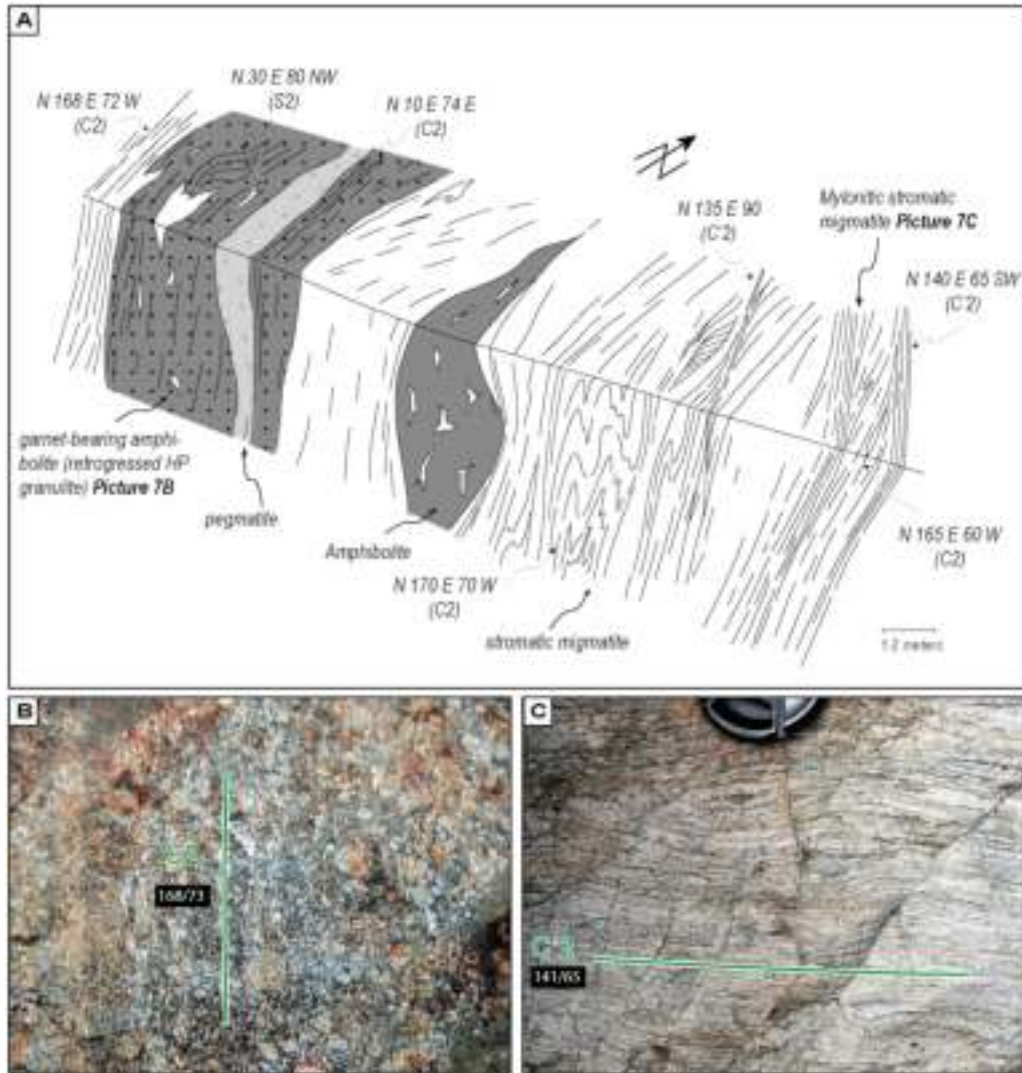 A
N 30 E 80 NW
(S2)
N 168 E 72 W
(C2)
N 10 E 74 E
(C2)
N
N 135 E 90
(C'2)
Mylonitic stromatic
migmatite Picture 7C
N 140 E 65 SW
(C'2)
garnet-bearing amphi-
bolite (retrogressed HP
granulite) Picture 7B
pegmatite
Amphibolite
N 170 E 70 W
(C2)
stromatic migmatite
N 165 E 60 W
(C2)
meters
B
168/73
C
141/65